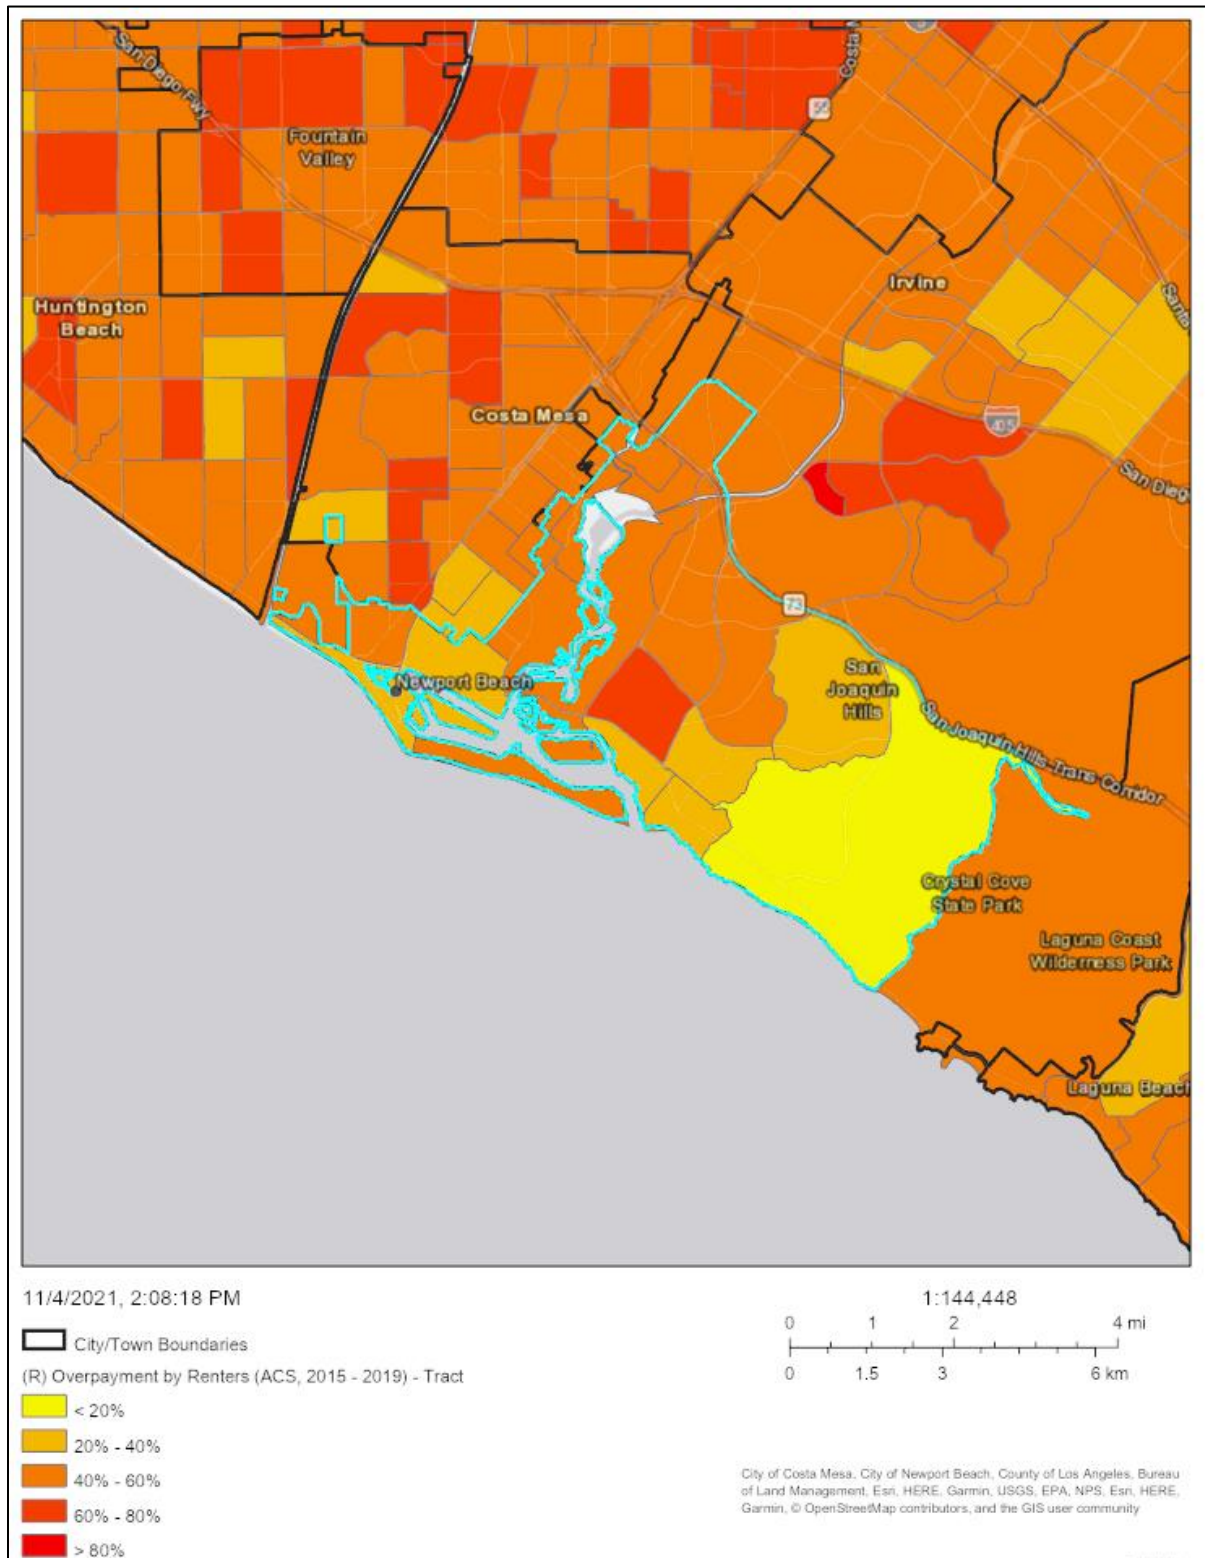 San Diego Fwy
Costa M
5
55
Fountain
Valley
Irvine
Santa
Huntington
Beach
Costa Mesa
405
San Dieg
73
San
Joaquin
Hills
Newport Beach
San Joaquin Hills Trans Corridor
Crystal Cove
State Park
Laguna Coast
Wilderness Park
Laguna Beach
11/4/2021, 2:08:18 PM
1:144,448
0 1 2 4 mi
0 1.5 3 6 km
City/Town Boundaries
(R) Overpayment by Renters (ACS, 2015 - 2019) - Tract
< 20%
20% - 40%
40% - 60%
60% - 80%
> 80%
City of Costa Mesa, City of Newport Beach, County of Los Angeles, Bureau
of Land Management, Esri, HERE, Garmin, USGS, EPA, NPS, Esri, HERE,
Garmin, © OpenStreetMap contributors, and the GIS user community